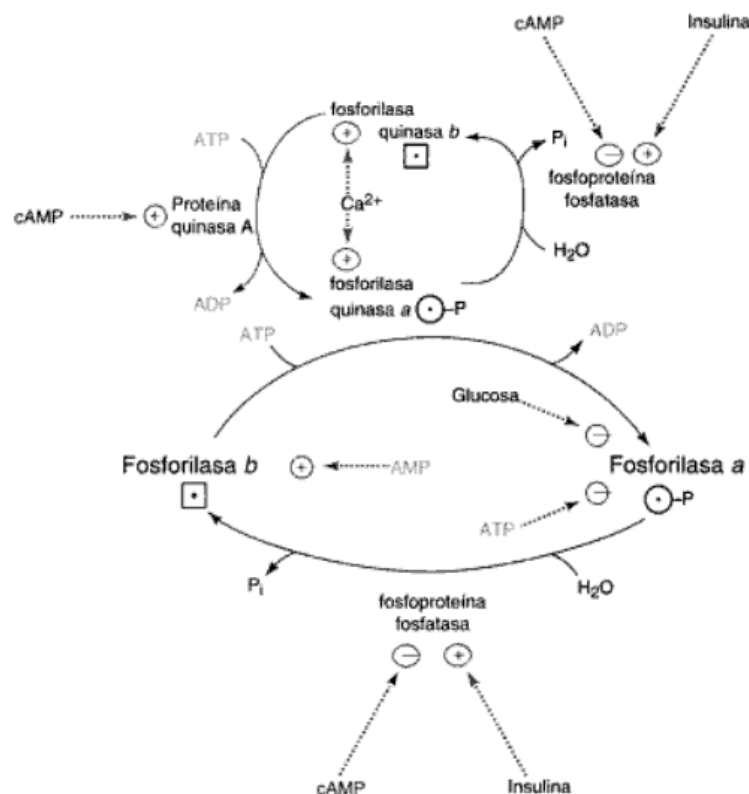 cAMP
Insulina
fosforilasa
quinasa b
ATP
Pi
fosfoproteína
fosfatasa
cAMP
Proteína
quinasa A
Ca2+
H2O
ADP
fosforilasa
quinasa a
P
ATP
ADP
Glucosa
Fosforilasa b
AMP
Fosforilasa a
P
ATP
Pi
H2O
fosfoproteína
fosfatasa
cAMP
Insulina